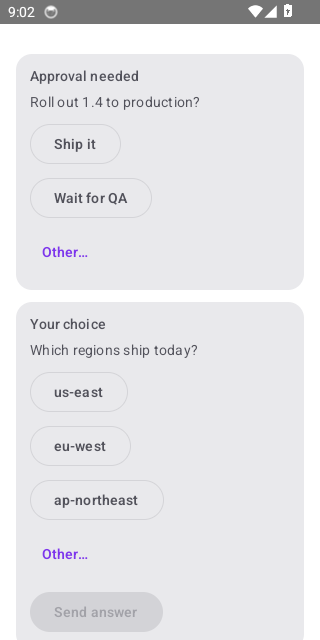 9:02
Approval needed
Roll out 1.4 to production?
Ship it
Wait for QA
Other…
Your choice
Which regions ship today?
us-east
eu-west
ap-northeast
Other…
Send answer